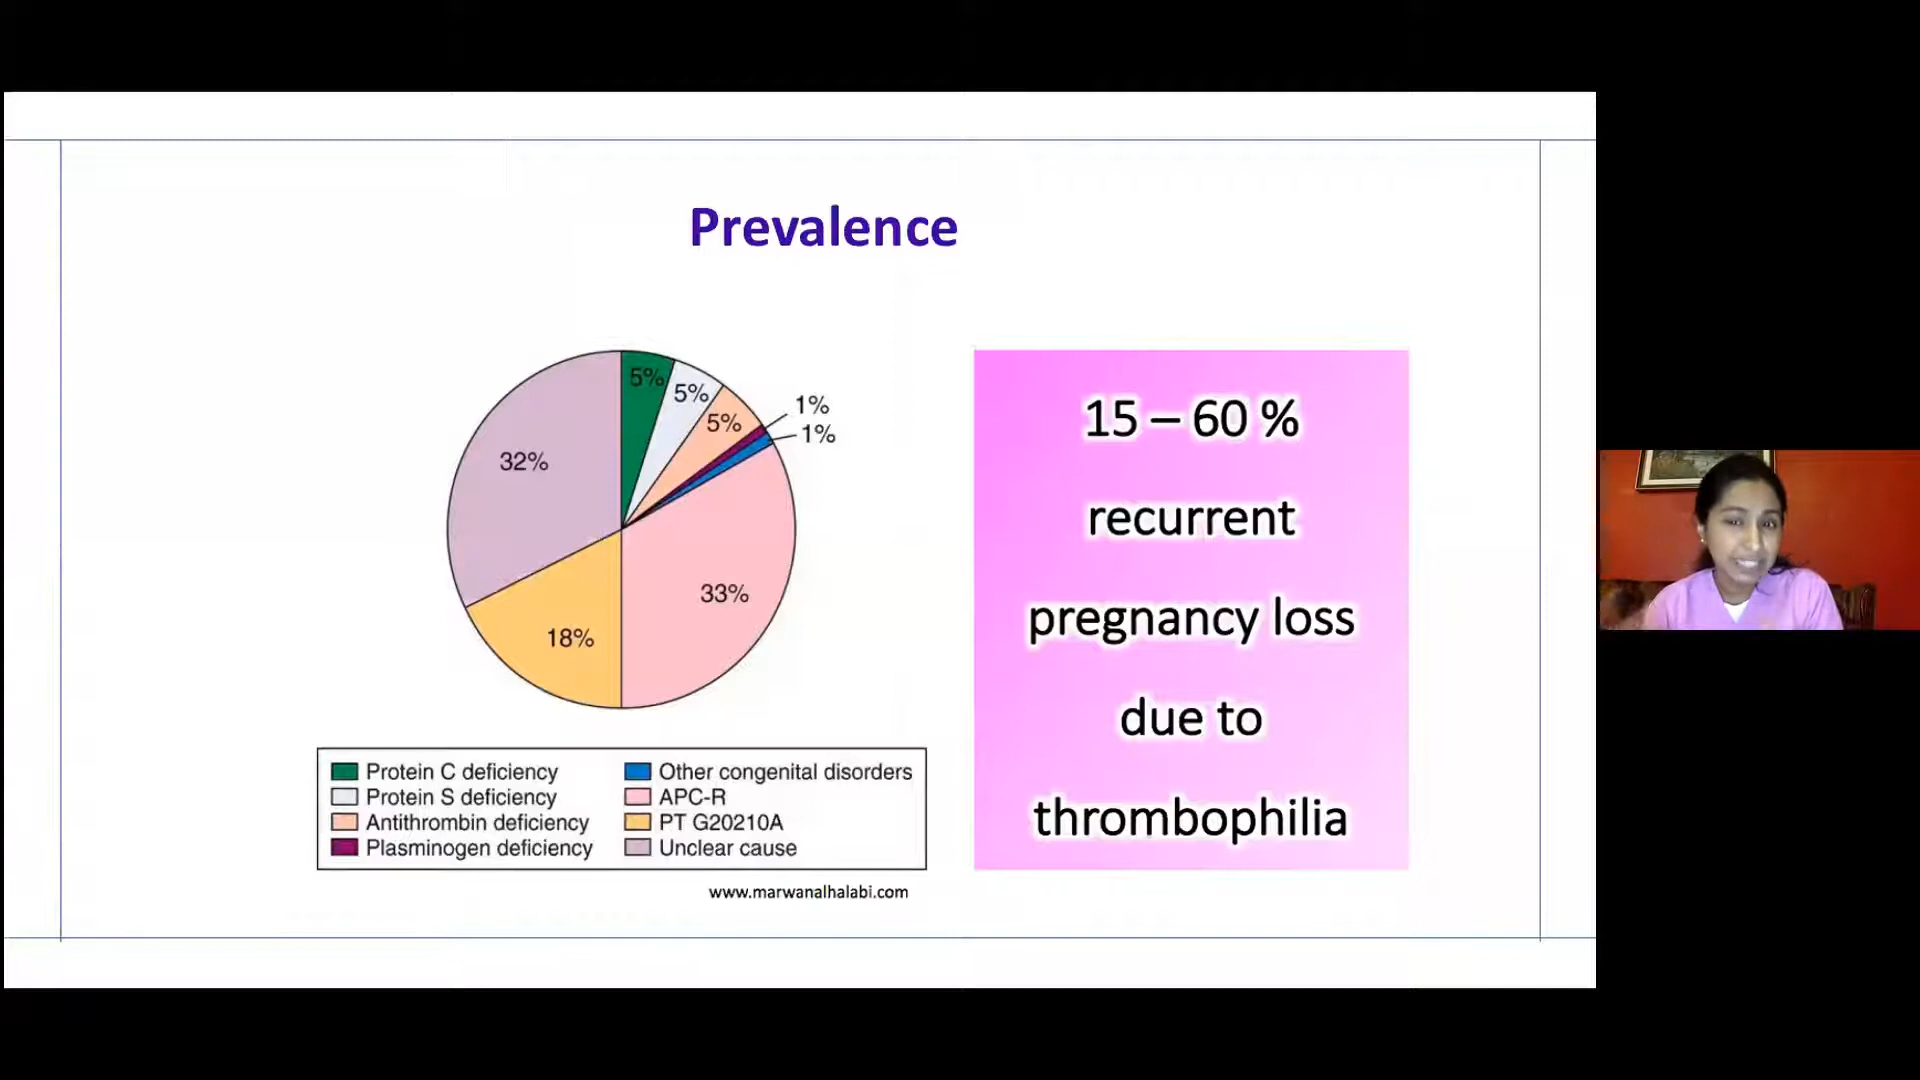 Prevalence
5%
5%
5%
1%
1%
32%
33%
18%
Protein C deficiency
Protein S deficiency
Antithrombin deficiency
Plasminogen deficiency
Other congenital disorders
APC-R
PT G20210A
Unclear cause
www.marwanalhalabi.com
15 – 60 %
recurrent
pregnancy loss
due to
thrombophilia